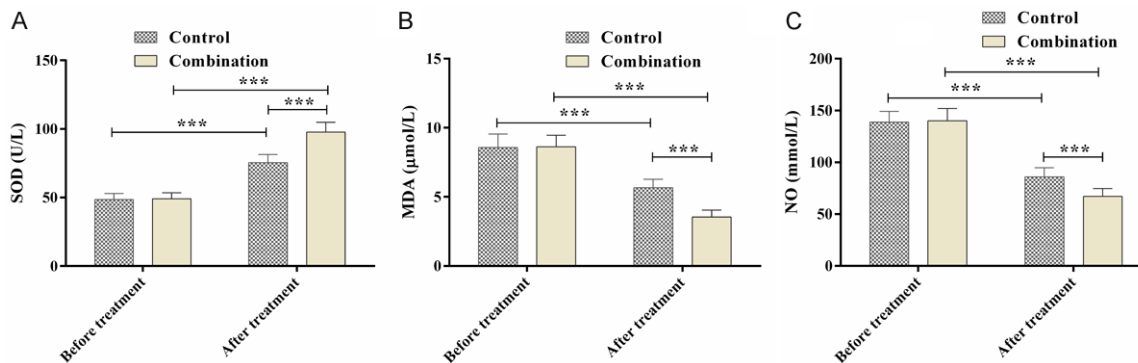 A
Control
Combination
SOD (U/L)
150
100
50
0
***
***
***
Before treatment
After treatment
B
Control
Combination
MDA (μmol/L)
15
10
5
0
***
***
***
Before treatment
After treatment
C
Control
Combination
NO (mmol/L)
200
150
100
50
0
***
***
***
Before treatment
After treatment